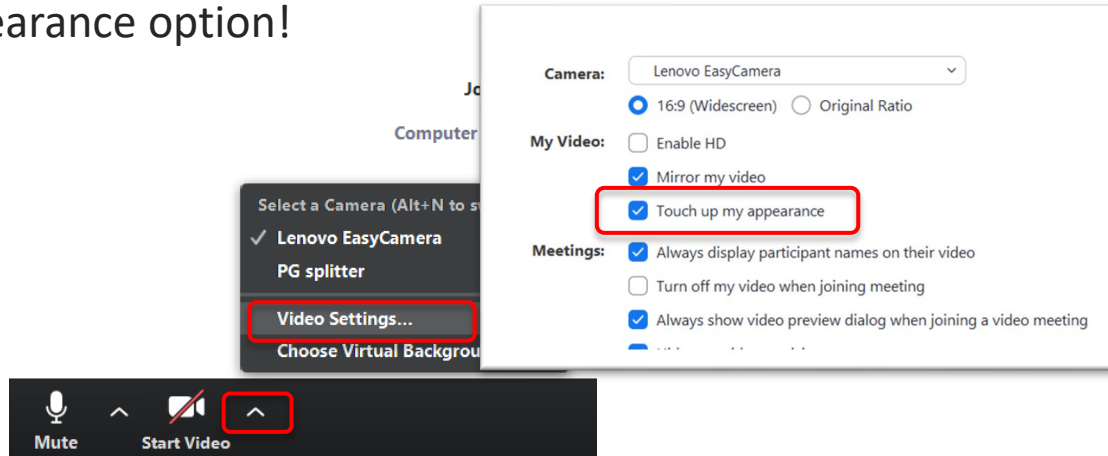 earance option!
Camera:
Lenovo EasyCamera
16:9 (Widescreen)
Original Ratio
My Video:
Enable HD
Mirror my video
Touch up my appearance
Meetings:
Always display participant names on their video
Turn off my video when joining meeting
Always show video preview dialog when joining a video meeting
Jo
Computer
Select a Camera (Alt+N to s
Lenovo EasyCamera
PG splitter
Video Settings...
Choose Virtual Backgrou
Mute
Start Video